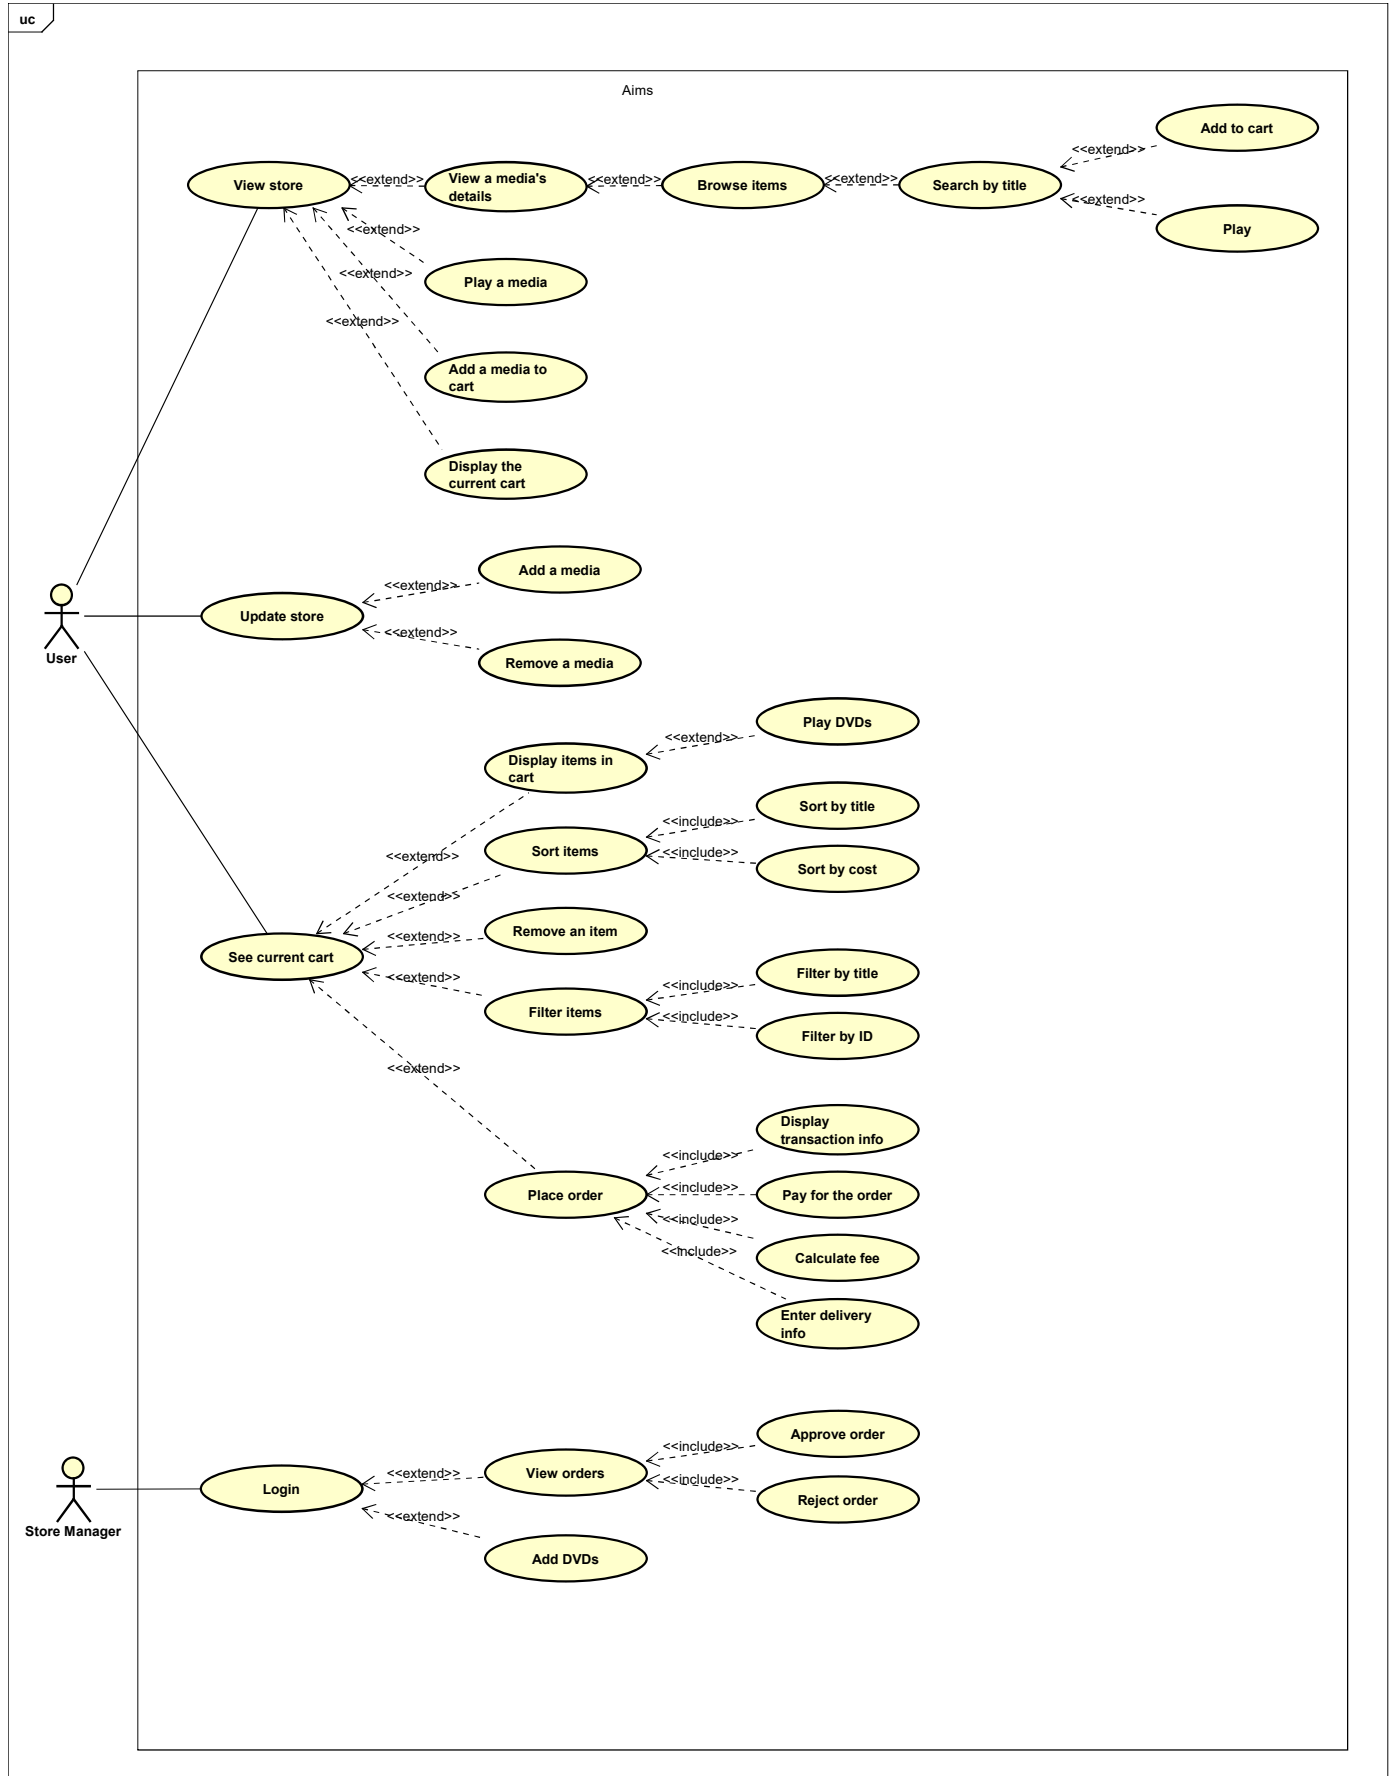 uc
Aims
Add to cart
<<extend>>
View store
<<extend>>
View a media's
details
<<extend>>
Browse items
<<extend>>
Search by title
<<extend>>
Play
<<extend>>
Play a media
<<extend>>
Add a media to
cart
<<extend>>
Display the
current cart
Add a media
<<extend>>
User
Update store
<<extend>>
Remove a media
Play DVDs
<<extend>>
Display items in
cart
Sort by title
<<include>>
Sort items
<<include>>
Sort by cost
<<extend>>
<<extend>>
Remove an item
<<extend>>
See current cart
Filter by title
<<extend>>
<<include>>
Filter items
<<include>>
Filter by ID
<<extend>>
Display
transaction info
<<include>>
Place order
<<include>>
Pay for the order
<<include>>
Calculate fee
<<include>>
Enter delivery
info
Approve order
<<include>>
Store Manager
Login
<<extend>>
View orders
<<include>>
Reject order
<<extend>>
Add DVDs